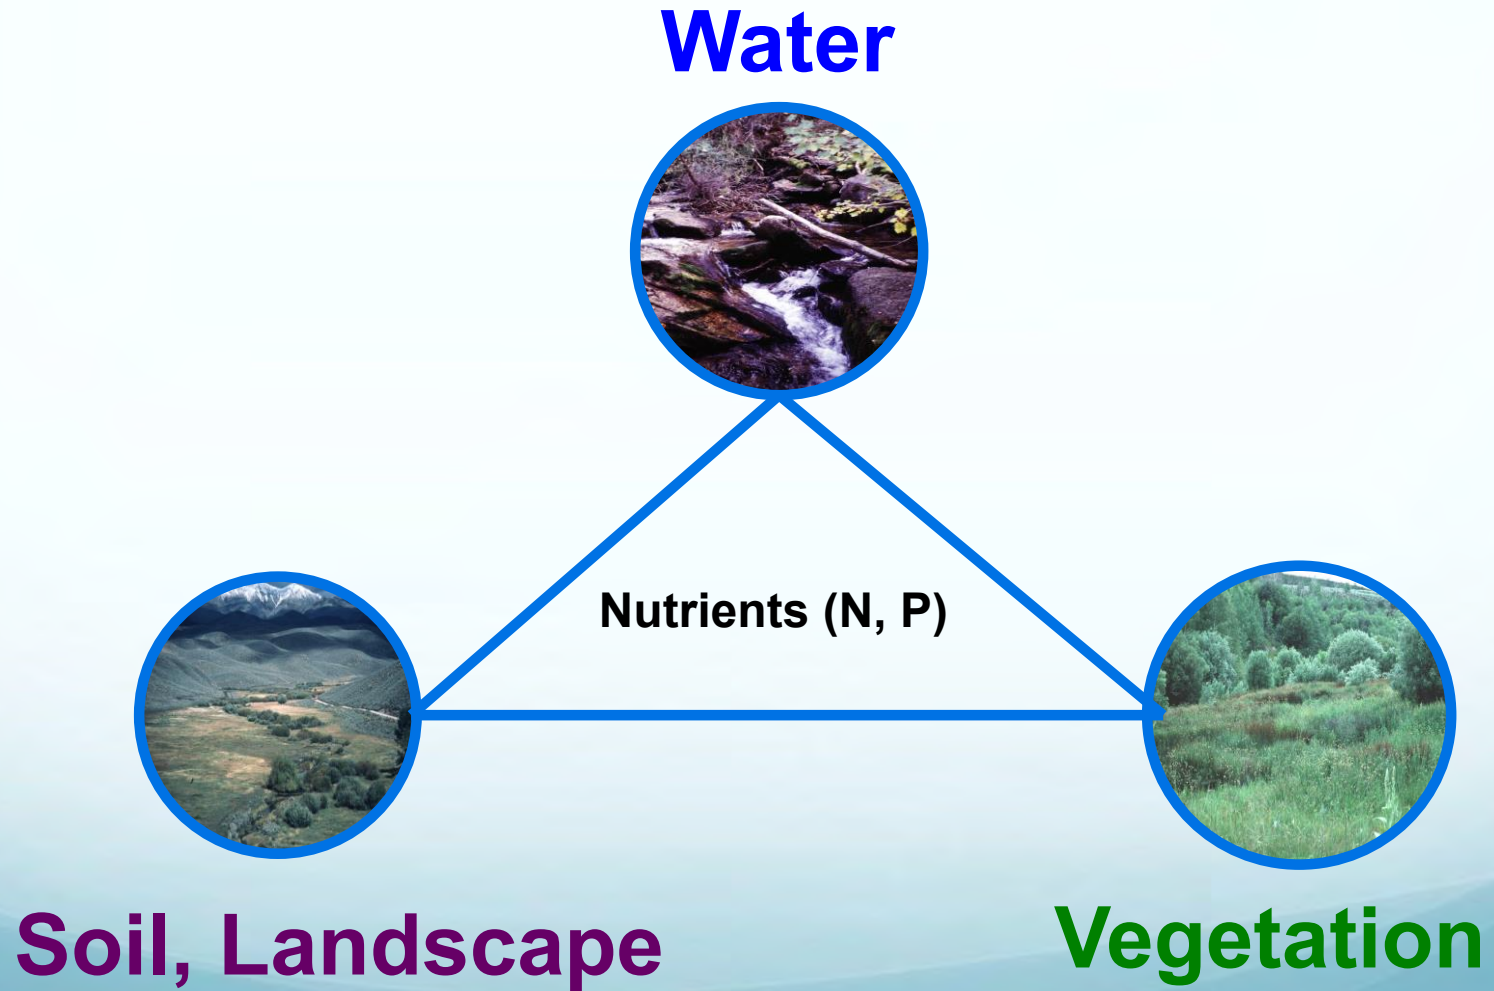 Water
Nutrients (N, P)
Soil, Landscape
Vegetation